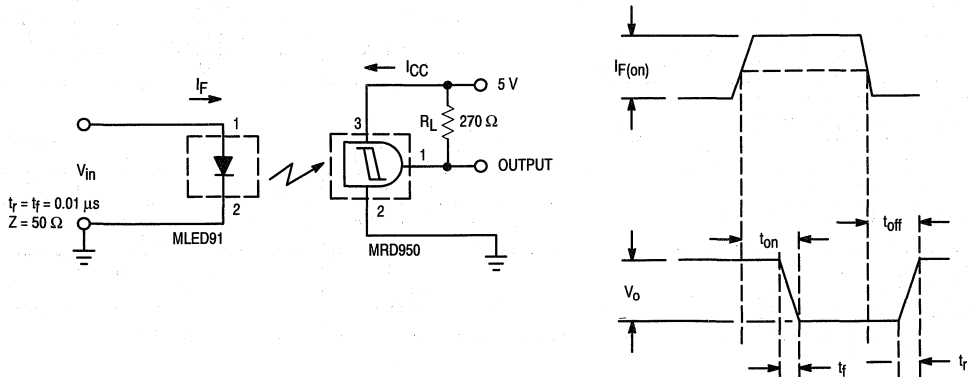 I_F
1
V_in
t_r = t_f = 0.01 μs
Z = 50 Ω
2
MLED91
I_CC
5 V
3
R_L
270 Ω
1
OUTPUT
2
MRD950
I_F(on)
t_on
t_off
V_o
t_f
t_r